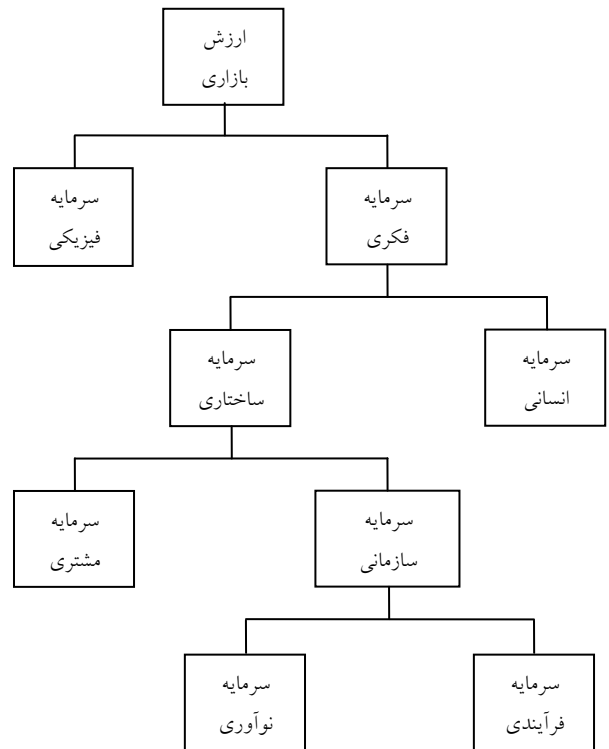 ارزش
بازاری
سرمایه
فکری
سرمایه
فیزیکی
سرمایه
انسانی
سرمایه
ساختاری
سرمایه
سازمانی
سرمایه
مشتری
سرمایه
فرآیندی
سرمایه
نوآوری